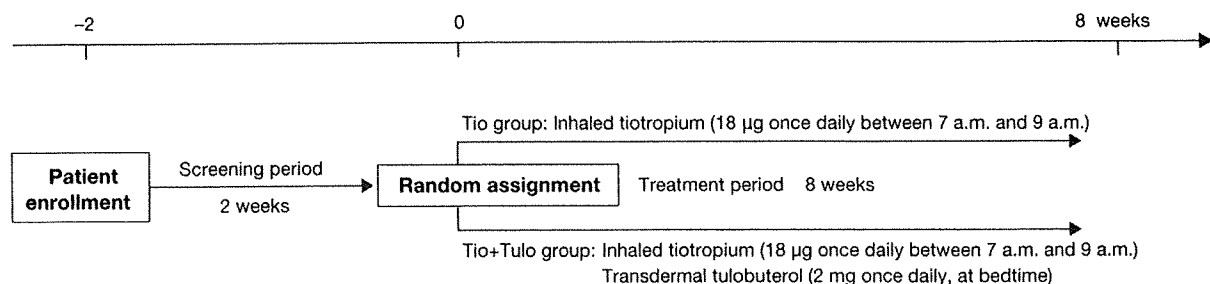 –2 0 8 weeks
Tio group: Inhaled tiotropium (18 µg once daily between 7 a.m. and 9 a.m.)
Patient
enrollment
Screening period
2 weeks
Random assignment
Treatment period 8 weeks
Tio+Tulo group: Inhaled tiotropium (18 µg once daily between 7 a.m. and 9 a.m.)
Transdermal tulobuterol (2 mg once daily, at bedtime)